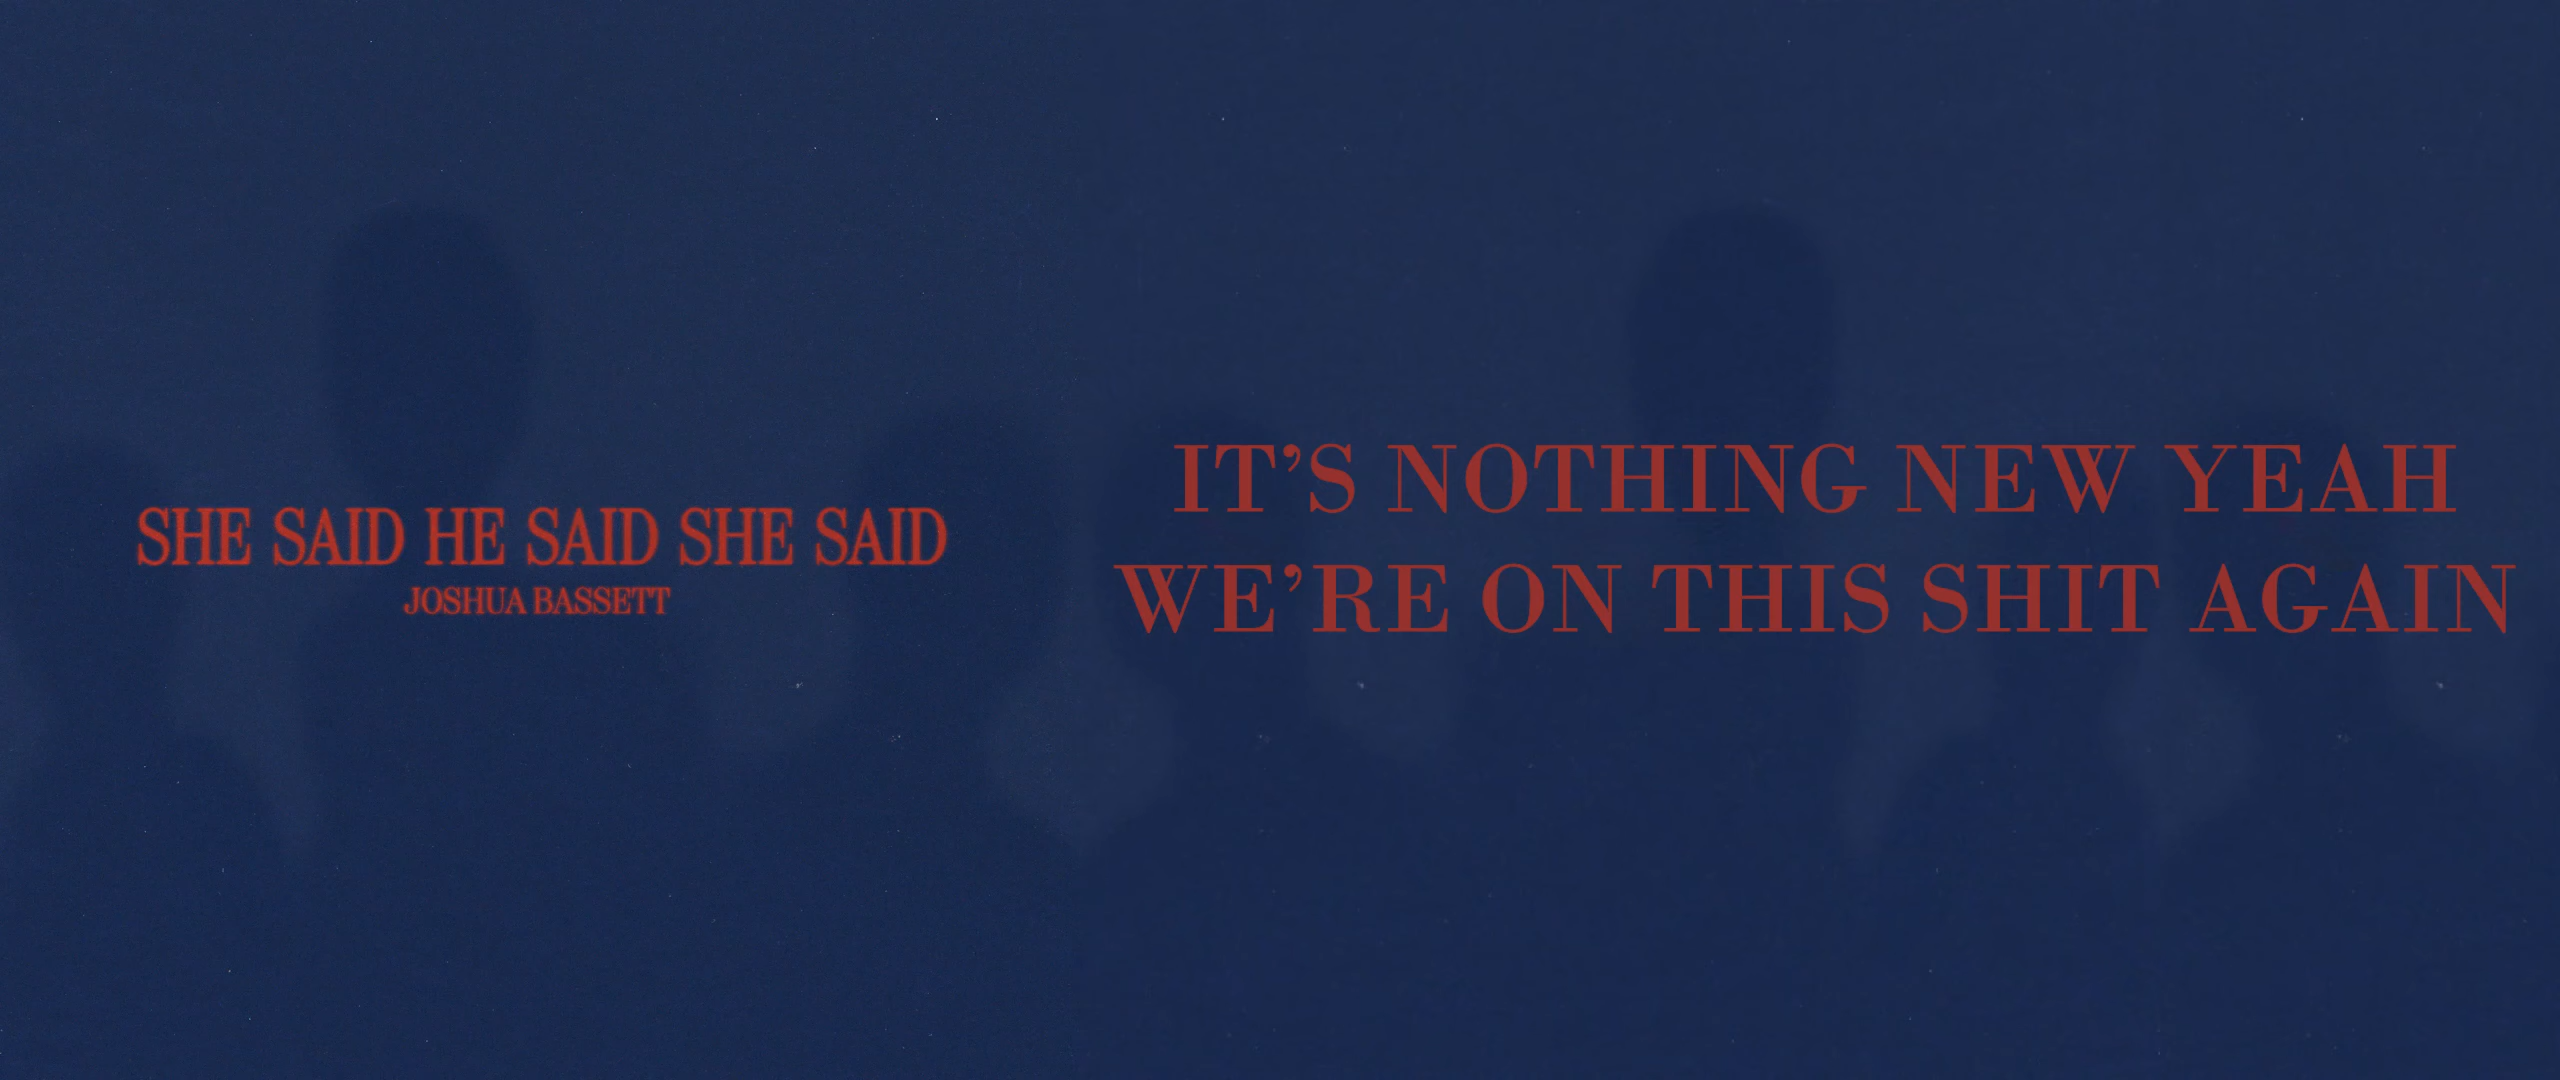 SHE SAID HE SAID SHE SAID
JOSHUA BASSETT
IT’S NOTHING NEW YEAH
WE’RE ON THIS SHIT AGAIN